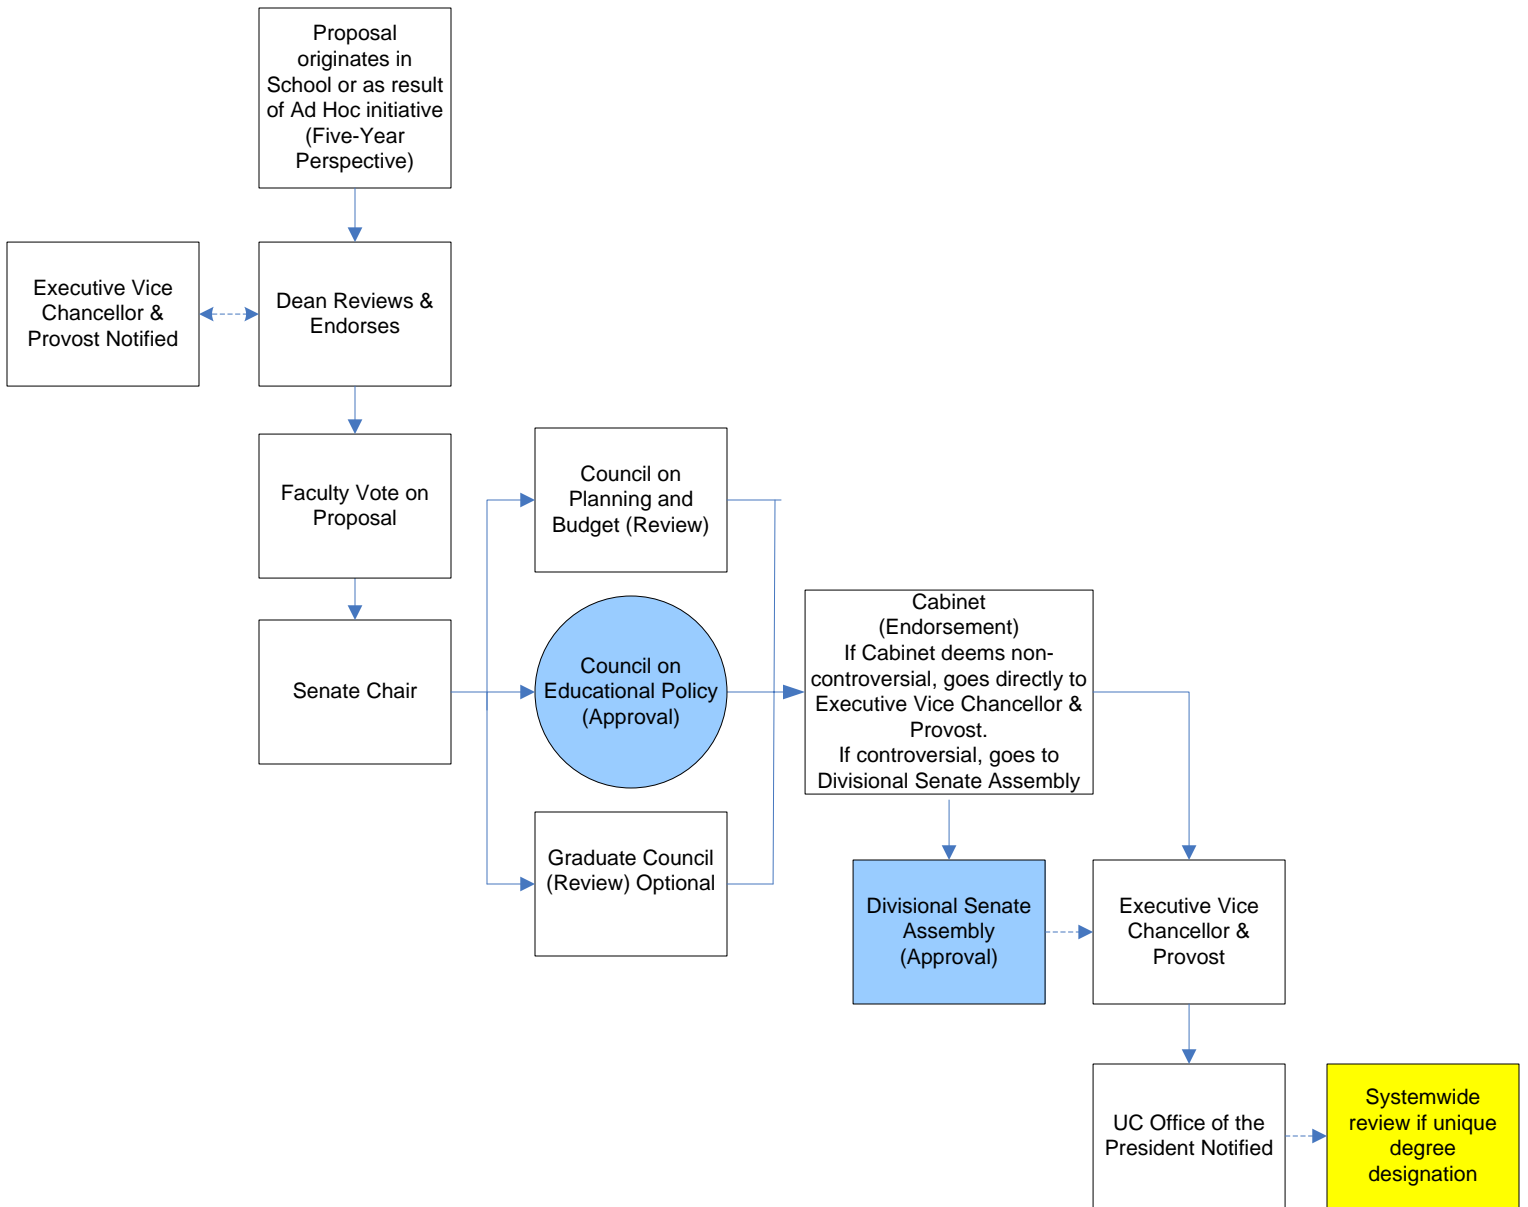 Proposal
originates in
School or as result
of Ad Hoc initiative
(Five-Year
Perspective)
Executive Vice
Chancellor &
Provost Notified
Dean Reviews &
Endorses
Faculty Vote on
Proposal
Senate Chair
Council on
Planning and
Budget (Review)
Council on
Educational Policy
(Approval)
Graduate Council
(Review) Optional
Cabinet
(Endorsement)
If Cabinet deems non-
controversial, goes directly to
Executive Vice Chancellor &
Provost.
If controversial, goes to
Divisional Senate Assembly
Divisional Senate
Assembly
(Approval)
Executive Vice
Chancellor &
Provost
UC Office of the
President Notified
Systemwide
review if unique
degree
designation